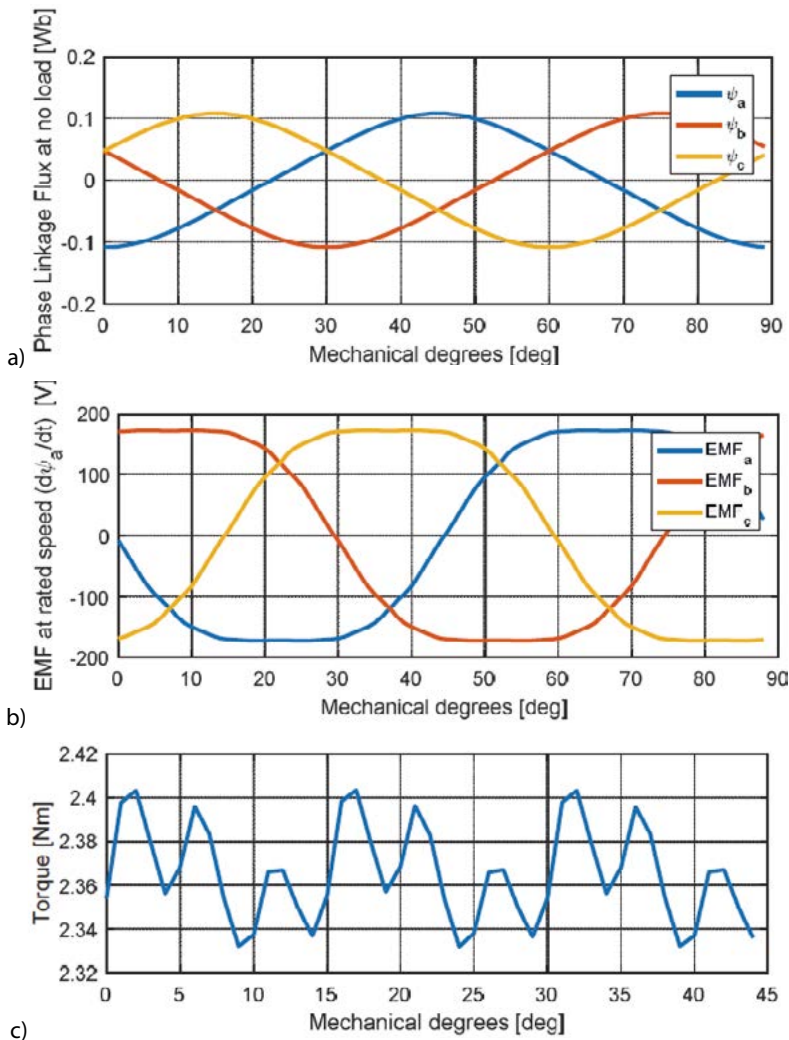 Phase Linkage Flux at no load [Wb]
0.2
0.1
0
-0.1
-0.2
ψa
ψb
ψc
0 10 20 30 40 50 60 70 80 90
Mechanical degrees [deg]
a)
EMF at rated speed (dψa/dt) [V]
200
100
0
-100
-200
EMFa
EMFb
EMFc
0 10 20 30 40 50 60 70 80 90
Mechanical degrees [deg]
b)
Torque [Nm]
2.42
2.4
2.38
2.36
2.34
2.32
0 5 10 15 20 25 30 35 40 45
Mechanical degrees [deg]
c)